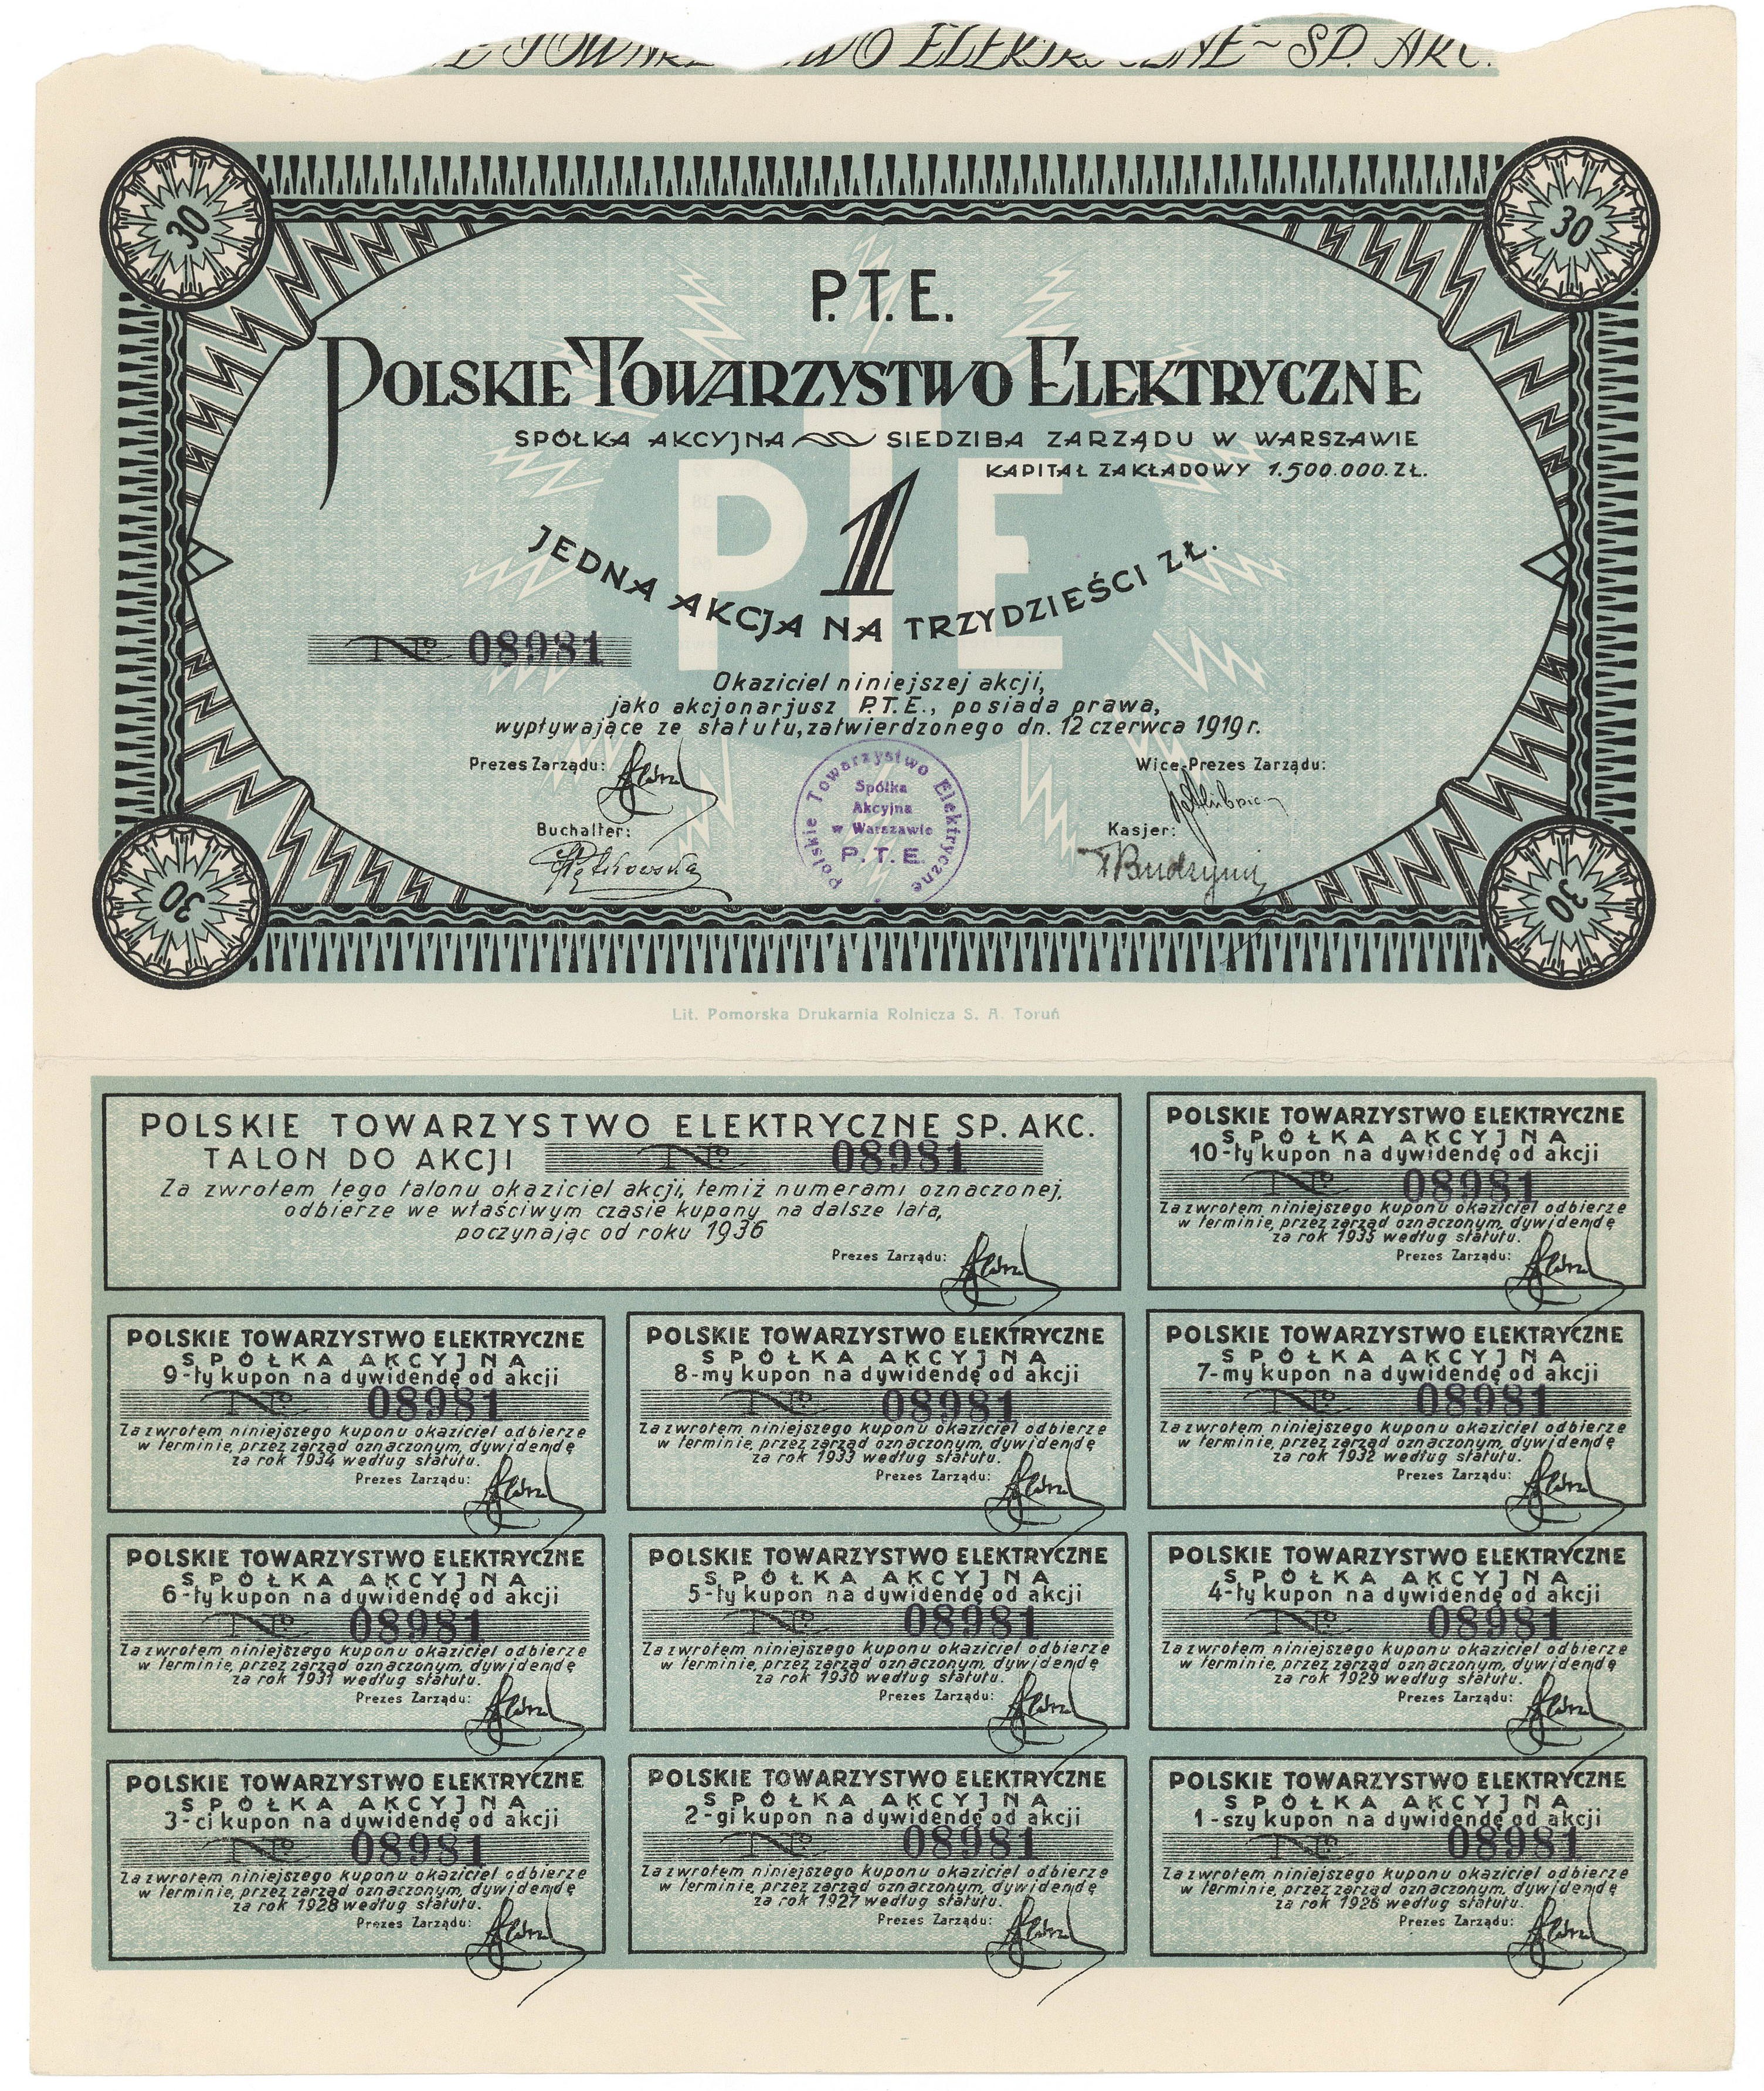 TOWARZYSTWO ELEKTRYCZNE ~ SP. AKC.
30
30
P.T.E.
POLSKIE TOWARZYSTWO ELEKTRYCZNE
SPÓŁKA AKCYJNA SIEDZIBA ZARZĄDU W WARSZAWIE
KAPITAŁ ZAKŁADOWY 1.500.000.ZŁ.
PTE
1
JEDNA AKCJA NA TRZYDZIEŚCI ZŁ.
No 08981
Okaziciel niniejszej akcji,
jako akcjonarjusz P.T.E., posiada prawa,
wypływające ze statutu, zatwierdzonego dn. 12 czerwca 1919 r.
Prezes Zarządu:
Wice-Prezes Zarządu:
Buchalter:
Kasjer:
Polskie Towarzystwo Elektryczne
Spółka
Akcyjna
w Warszawie
P. T. E.
30
30
Lit. Pomorska Drukarnia Rolnicza S. A. Toruń
POLSKIE TOWARZYSTWO ELEKTRYCZNE SP. AKC.
TALON DO AKCJI No 08981
Za zwrotem tego talonu okaziciel akcji, temiż numerami oznaczonej,
odbierze we właściwym czasie kupony na dalsze lata,
poczynając od roku 1936
Prezes Zarządu:
POLSKIE TOWARZYSTWO ELEKTRYCZNE
SPÓŁKA AKCYJNA
10-ty kupon na dywidendę od akcji
No 08981
Za zwrotem niniejszego kuponu okaziciel odbierze
w terminie, przez zarząd oznaczonym, dywidendę
za rok 1935 według statutu.
Prezes Zarządu:
POLSKIE TOWARZYSTWO ELEKTRYCZNE
SPÓŁKA AKCYJNA
9-ty kupon na dywidendę od akcji
No 08981
Za zwrotem niniejszego kuponu okaziciel odbierze
w terminie, przez zarząd oznaczonym, dywidendę
za rok 1934 według statutu.
Prezes Zarządu:
POLSKIE TOWARZYSTWO ELEKTRYCZNE
SPÓŁKA AKCYJNA
8-my kupon na dywidendę od akcji
No 08981
Za zwrotem niniejszego kuponu okaziciel odbierze
w terminie, przez zarząd oznaczonym, dywidendę
za rok 1933 według statutu.
Prezes Zarządu:
POLSKIE TOWARZYSTWO ELEKTRYCZNE
SPÓŁKA AKCYJNA
7-my kupon na dywidendę od akcji
No 08981
Za zwrotem niniejszego kuponu okaziciel odbierze
w terminie, przez zarząd oznaczonym, dywidendę
za rok 1932 według statutu.
Prezes Zarządu:
POLSKIE TOWARZYSTWO ELEKTRYCZNE
SPÓŁKA AKCYJNA
6-ty kupon na dywidendę od akcji
No 08981
Za zwrotem niniejszego kuponu okaziciel odbierze
w terminie, przez zarząd oznaczonym, dywidendę
za rok 1931 według statutu.
Prezes Zarządu:
POLSKIE TOWARZYSTWO ELEKTRYCZNE
SPÓŁKA AKCYJNA
5-ty kupon na dywidendę od akcji
No 08981
Za zwrotem niniejszego kuponu okaziciel odbierze
w terminie, przez zarząd oznaczonym, dywidendę
za rok 1930 według statutu.
Prezes Zarządu:
POLSKIE TOWARZYSTWO ELEKTRYCZNE
SPÓŁKA AKCYJNA
4-ty kupon na dywidendę od akcji
No 08981
Za zwrotem niniejszego kuponu okaziciel odbierze
w terminie, przez zarząd oznaczonym, dywidendę
za rok 1929 według statutu.
Prezes Zarządu:
POLSKIE TOWARZYSTWO ELEKTRYCZNE
SPÓŁKA AKCYJNA
3-ci kupon na dywidendę od akcji
No 08981
Za zwrotem niniejszego kuponu okaziciel odbierze
w terminie, przez zarząd oznaczonym, dywidendę
za rok 1928 według statutu.
Prezes Zarządu:
POLSKIE TOWARZYSTWO ELEKTRYCZNE
SPÓŁKA AKCYJNA
2-gi kupon na dywidendę od akcji
No 08981
Za zwrotem niniejszego kuponu okaziciel odbierze
w terminie, przez zarząd oznaczonym, dywidendę
za rok 1927 według statutu.
Prezes Zarządu:
POLSKIE TOWARZYSTWO ELEKTRYCZNE
SPÓŁKA AKCYJNA
1-szy kupon na dywidendę od akcji
No 08981
Za zwrotem niniejszego kuponu okaziciel odbierze
w terminie, przez zarząd oznaczonym, dywidendę
za rok 1926 według statutu.
Prezes Zarządu: